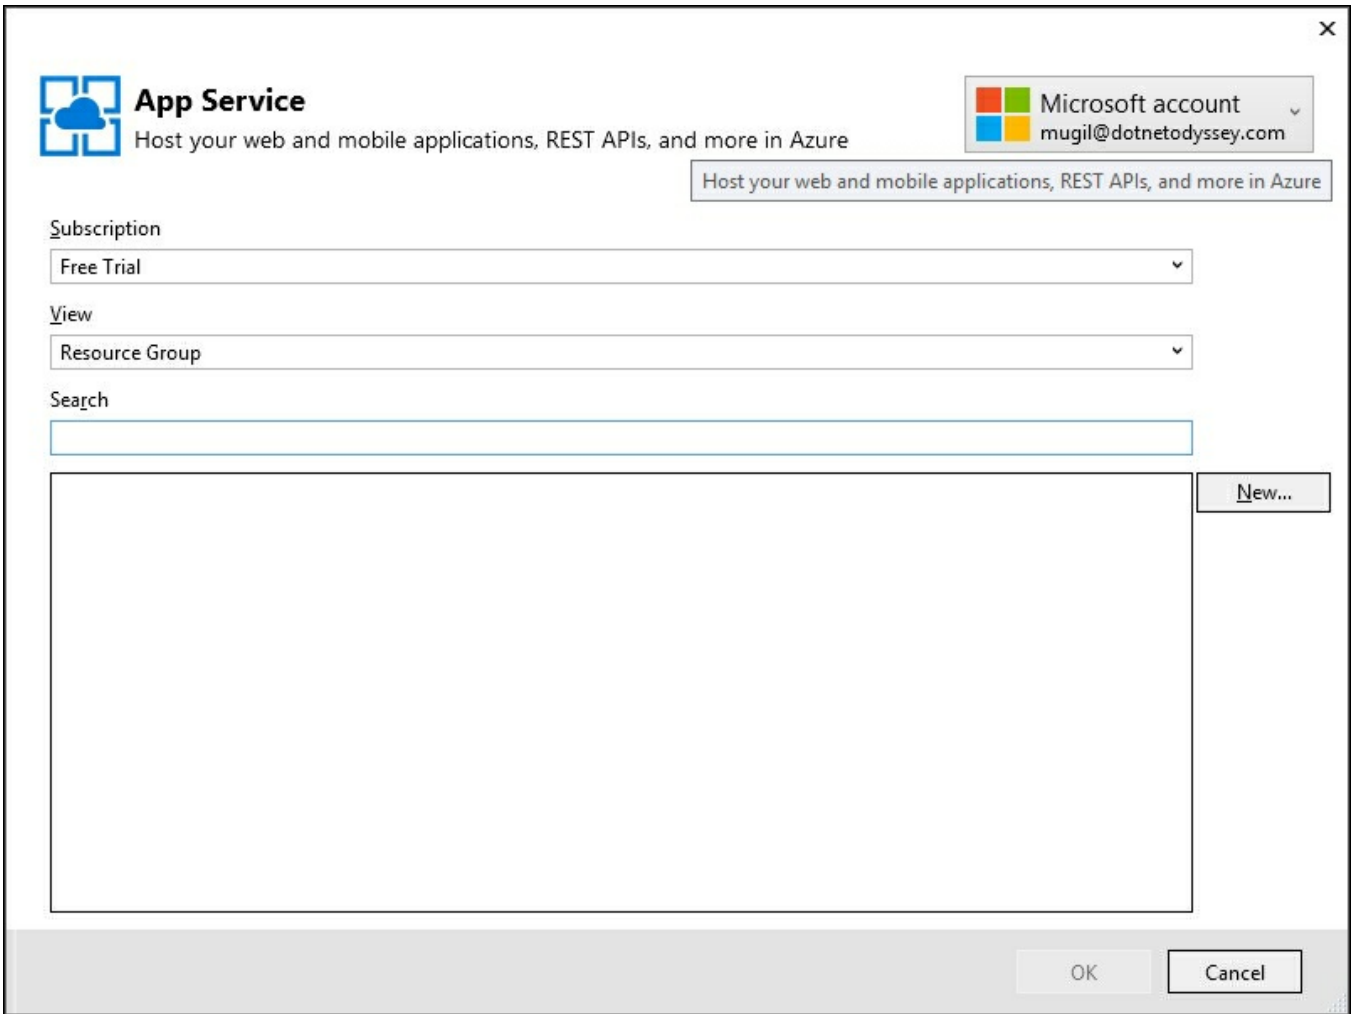 App Service
Host your web and mobile applications, REST APIs, and more in Azure
Microsoft account
mugil@dotnetodyssey.com
Host your web and mobile applications, REST APIs, and more in Azure
Subscription
Free Trial
View
Resource Group
Search
New...
OK
Cancel